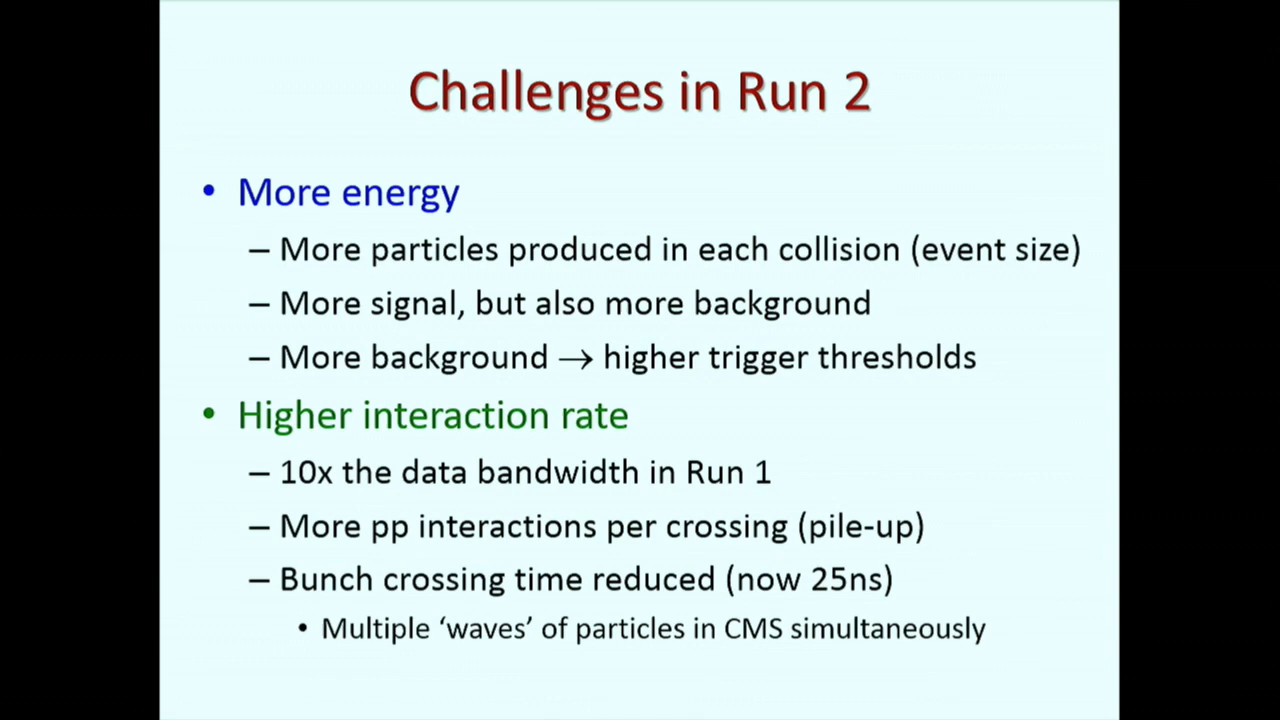 Challenges in Run 2
• More energy
– More particles produced in each collision (event size)
– More signal, but also more background
– More background → higher trigger thresholds
• Higher interaction rate
– 10x the data bandwidth in Run 1
– More pp interactions per crossing (pile-up)
– Bunch crossing time reduced (now 25ns)
• Multiple ‘waves’ of particles in CMS simultaneously